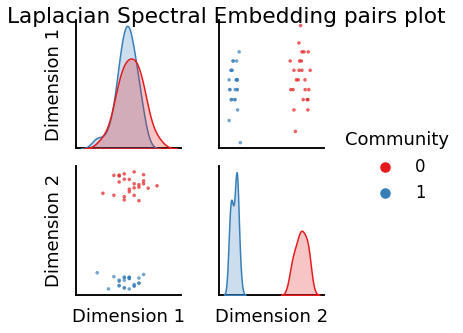 Laplacian Spectral Embedding pairs plot
Dimension 1
Community
0
1
Dimension 2
Dimension 1
Dimension 2